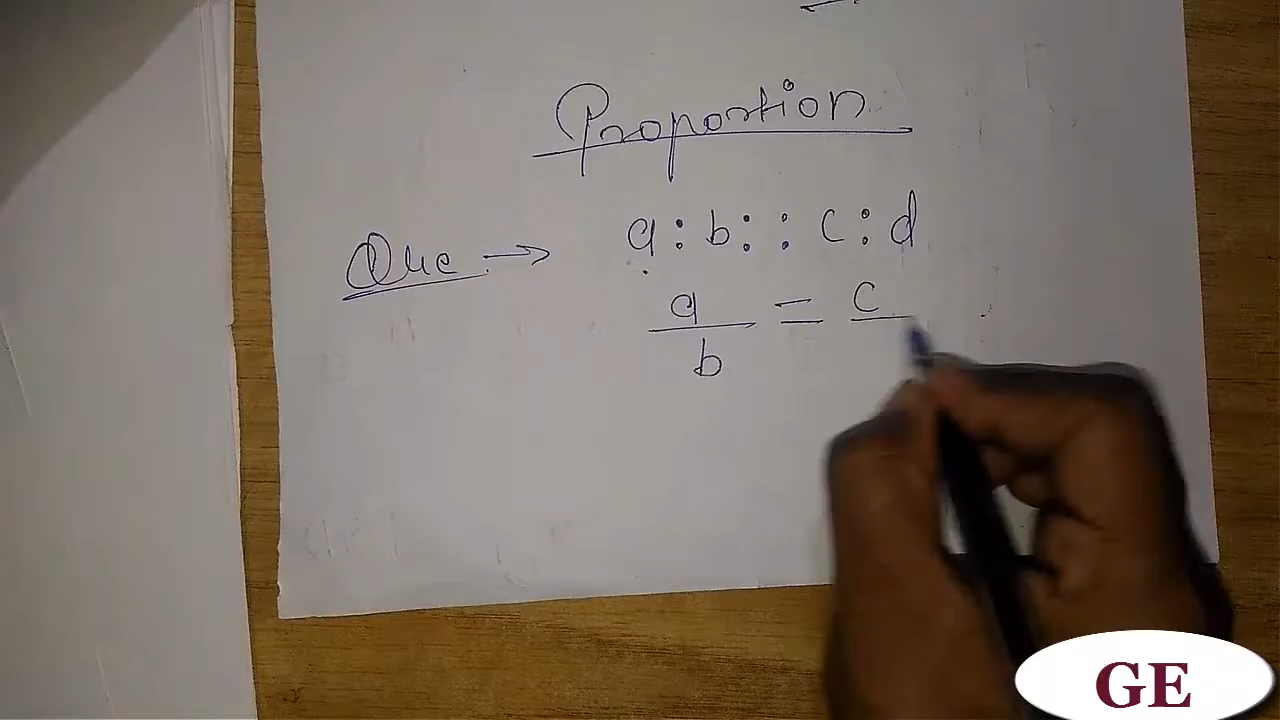 Proportion
Que → a : b : : c : d
a = c
b
GE